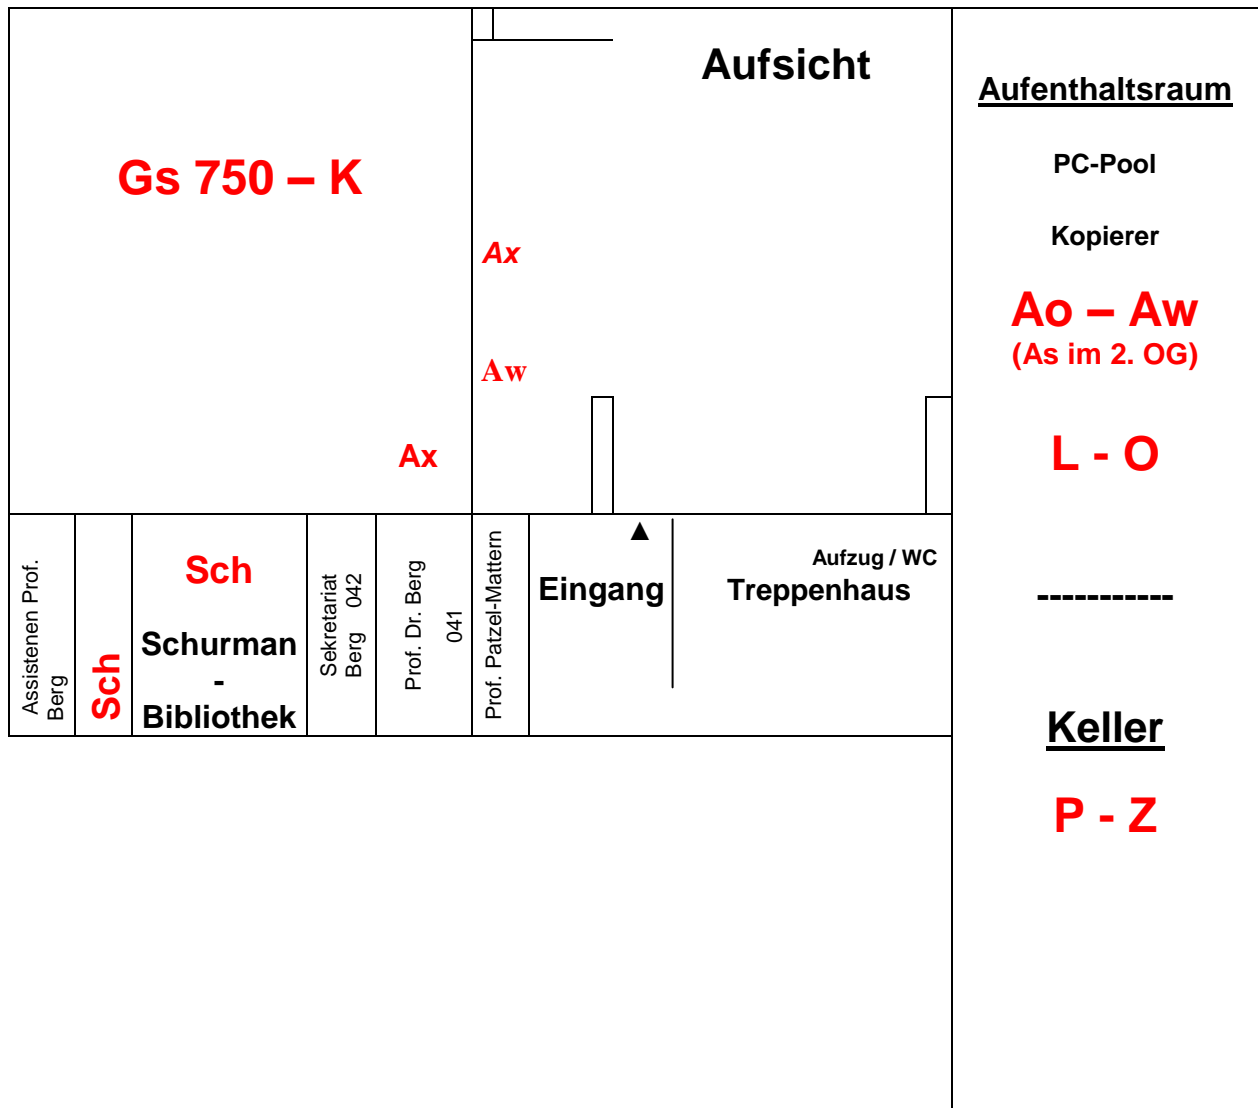 Gs 750 – K
Ax
Aufsicht
Ax
Aw
Assistenen Prof.
Berg
Sch
Sch
Schurman
-
Bibliothek
Sekretariat
Berg 042
Prof. Dr. Berg
041
Prof. Patzel-Mattern
▲
Eingang
Aufzug / WC
Treppenhaus
Aufenthaltsraum
PC-Pool
Kopierer
Ao – Aw
(As im 2. OG)
L - O
-----------
Keller
P - Z